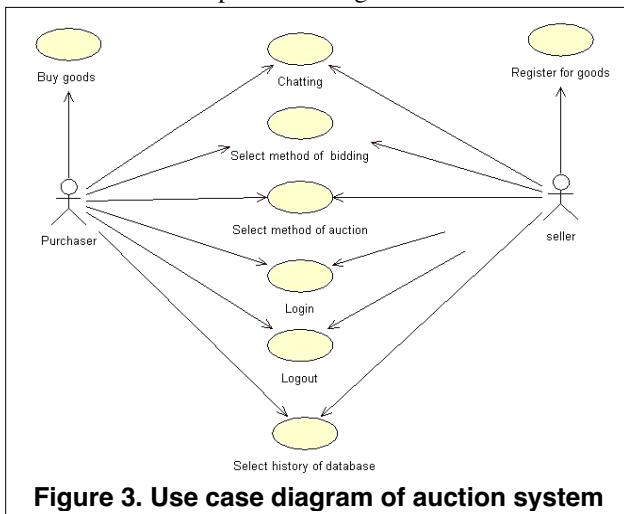 Buy goods
Chatting
Register for goods
Select method of bidding
Select method of auction
Purchaser
seller
Login
Logout
Select history of database
Figure 3. Use case diagram of auction system